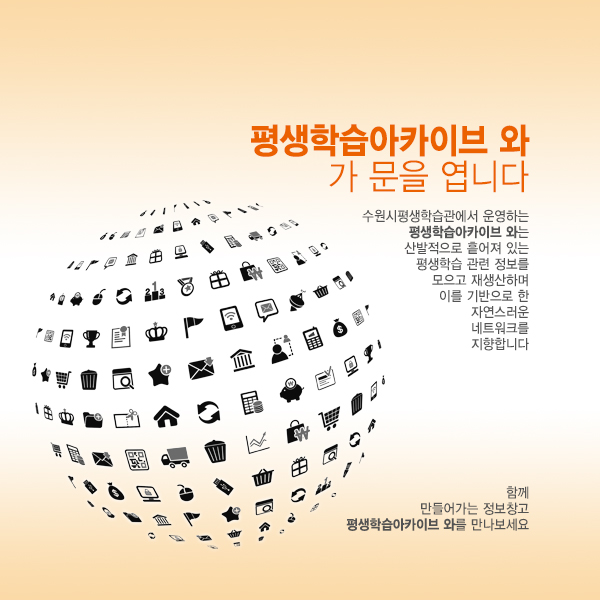 평생학습아카이브 와
가 문을 엽니다
수원시평생학습관에서 운영하는
평생학습아카이브 와는
산발적으로 흩어져 있는
평생학습 관련 정보를
모으고 재생산하며
이를 기반으로 한
자연스러운
네트워크를
지향합니다
함께
만들어가는 정보창고
평생학습아카이브 와를 만나보세요